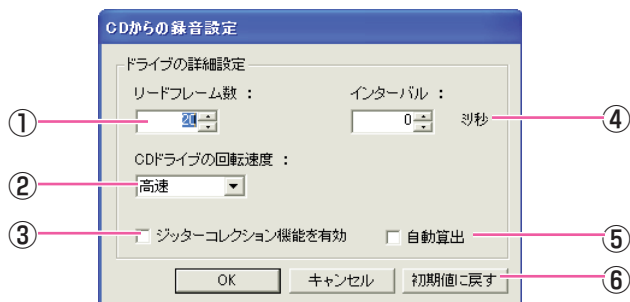 CDからの録音設定
ドライブの詳細設定
リードフレーム数 : インターバル :
① 20 0 ミリ秒 ④
CDドライブの回転速度 :
② 高速
③ ジッターコレクション機能を有効 自動算出 ⑤
OK キャンセル 初期値に戻す ⑥